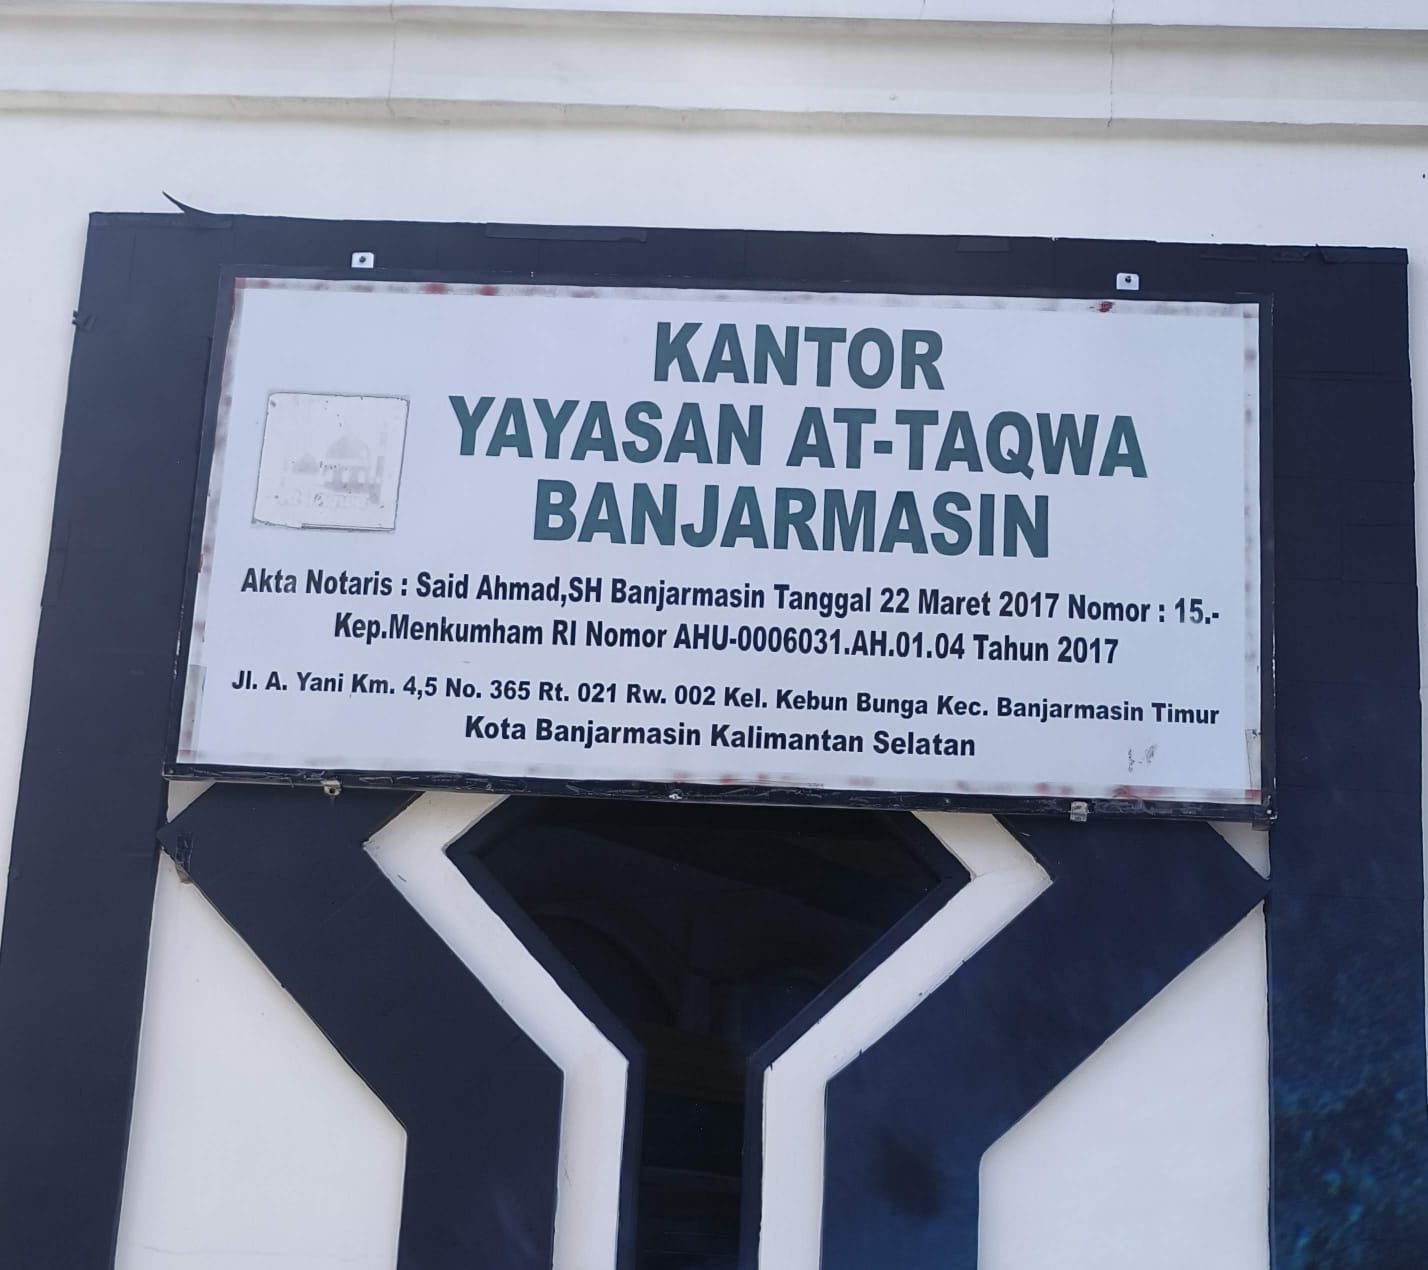 KANTOR
YAYASAN AT-TAQWA
BANJARMASIN
Akta Notaris : Said Ahmad,SH Banjarmasin Tanggal 22 Maret 2017 Nomor : 15.-
Kep.Menkumham RI Nomor AHU-0006031.AH.01.04 Tahun 2017
Jl. A. Yani Km. 4,5 No. 365 Rt. 021 Rw. 002 Kel. Kebun Bunga Kec. Banjarmasin Timur
Kota Banjarmasin Kalimantan Selatan